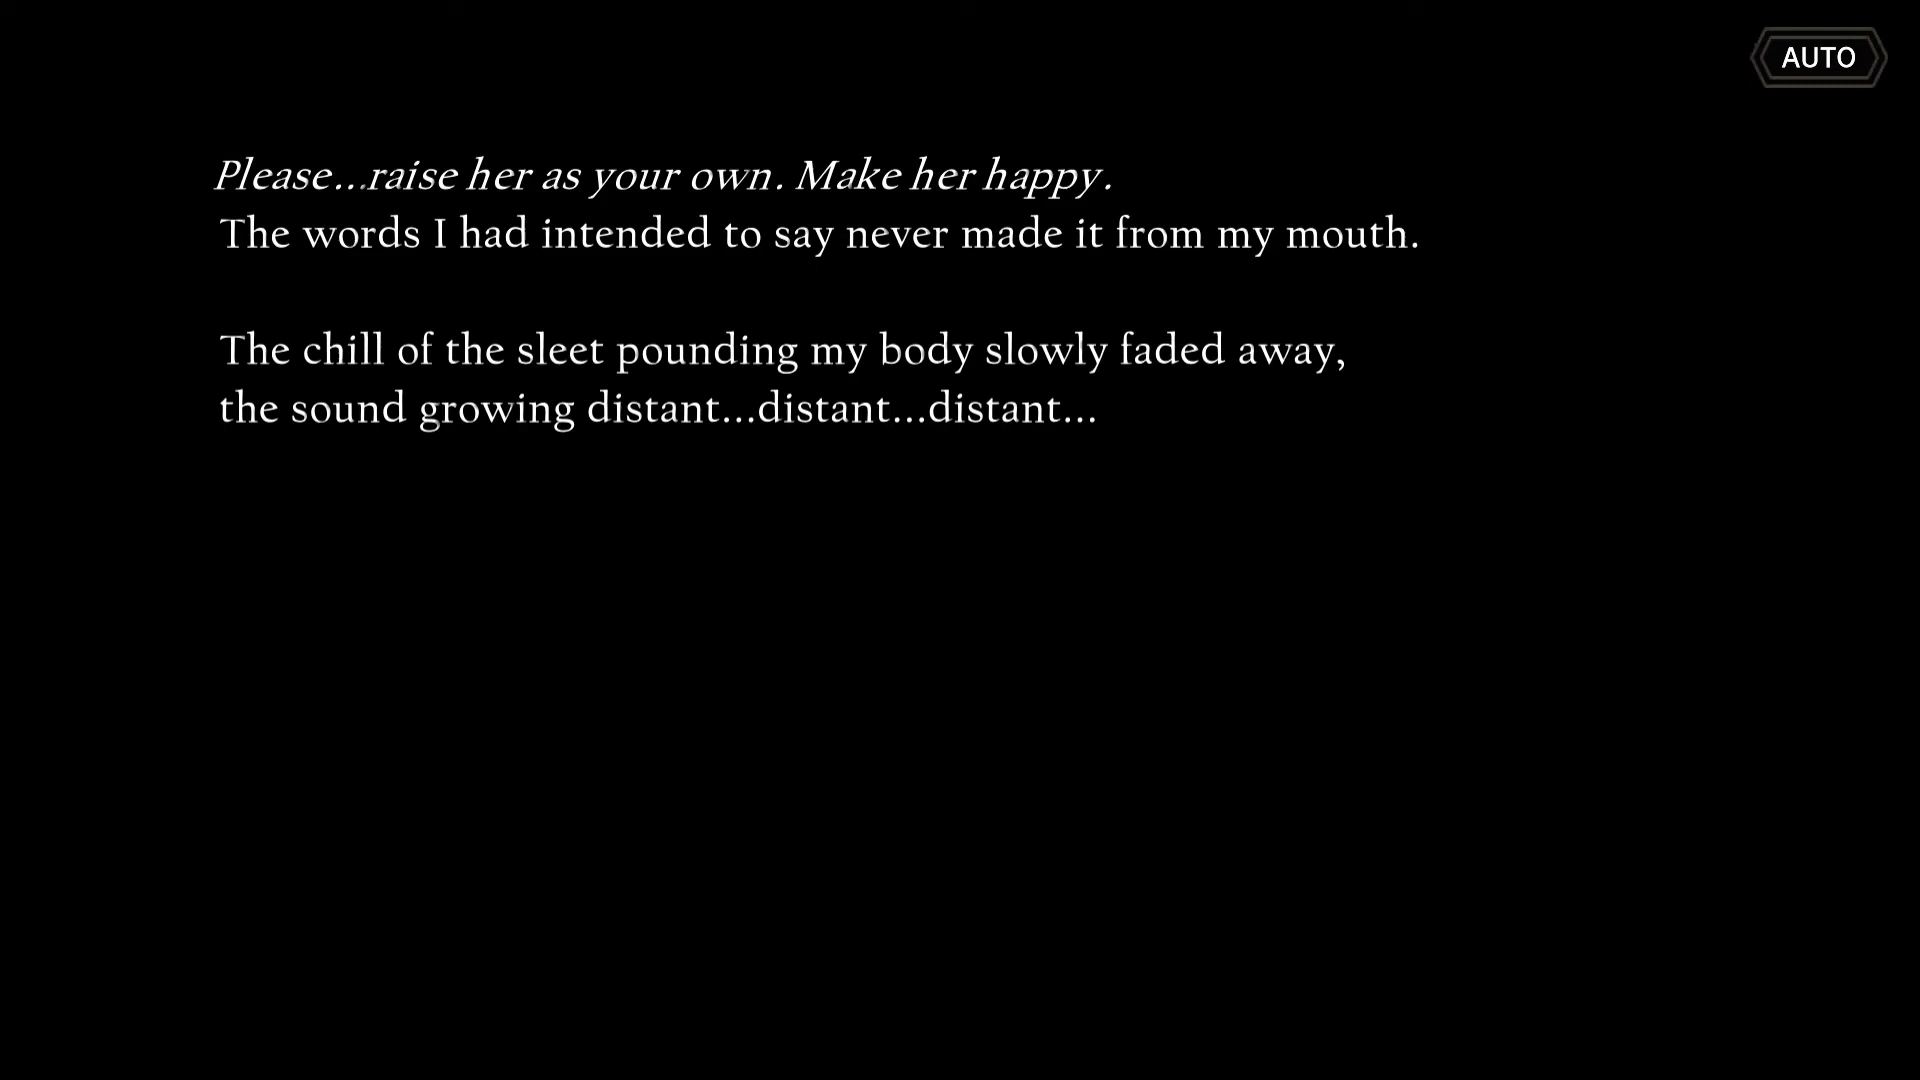 AUTO
Please...raise her as your own. Make her happy.
The words I had intended to say never made it from my mouth.
The chill of the sleet pounding my body slowly faded away,
the sound growing distant...distant...distant...